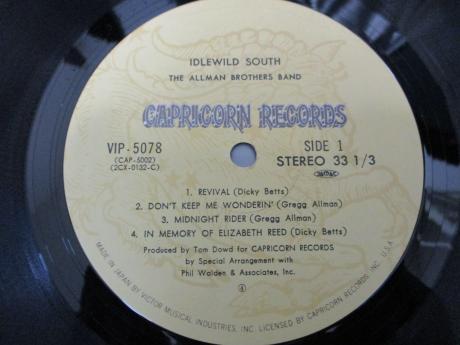 IDLEWILD SOUTH
THE ALLMAN BROTHERS BAND
CAPRICORN RECORDS
VIP-5078
(CAP-5002)
(2CX-0132-C)
SIDE 1
STEREO 33 1/3
1. REVIVAL (Dicky Betts)
2. DON'T KEEP ME WONDERIN' (Gregg Allman)
3. MIDNIGHT RIDER (Gregg Allman)
4. IN MEMORY OF ELIZABETH REED (Dicky Betts)
Produced by Tom Dowd for CAPRICORN RECORDS
by Special Arrangement with
Phil Walden & Associates, Inc.
MADE IN JAPAN BY VICTOR MUSICAL INDUSTRIES, INC. LICENSED BY CAPRICORN RECORDS, INC. U.S.A.